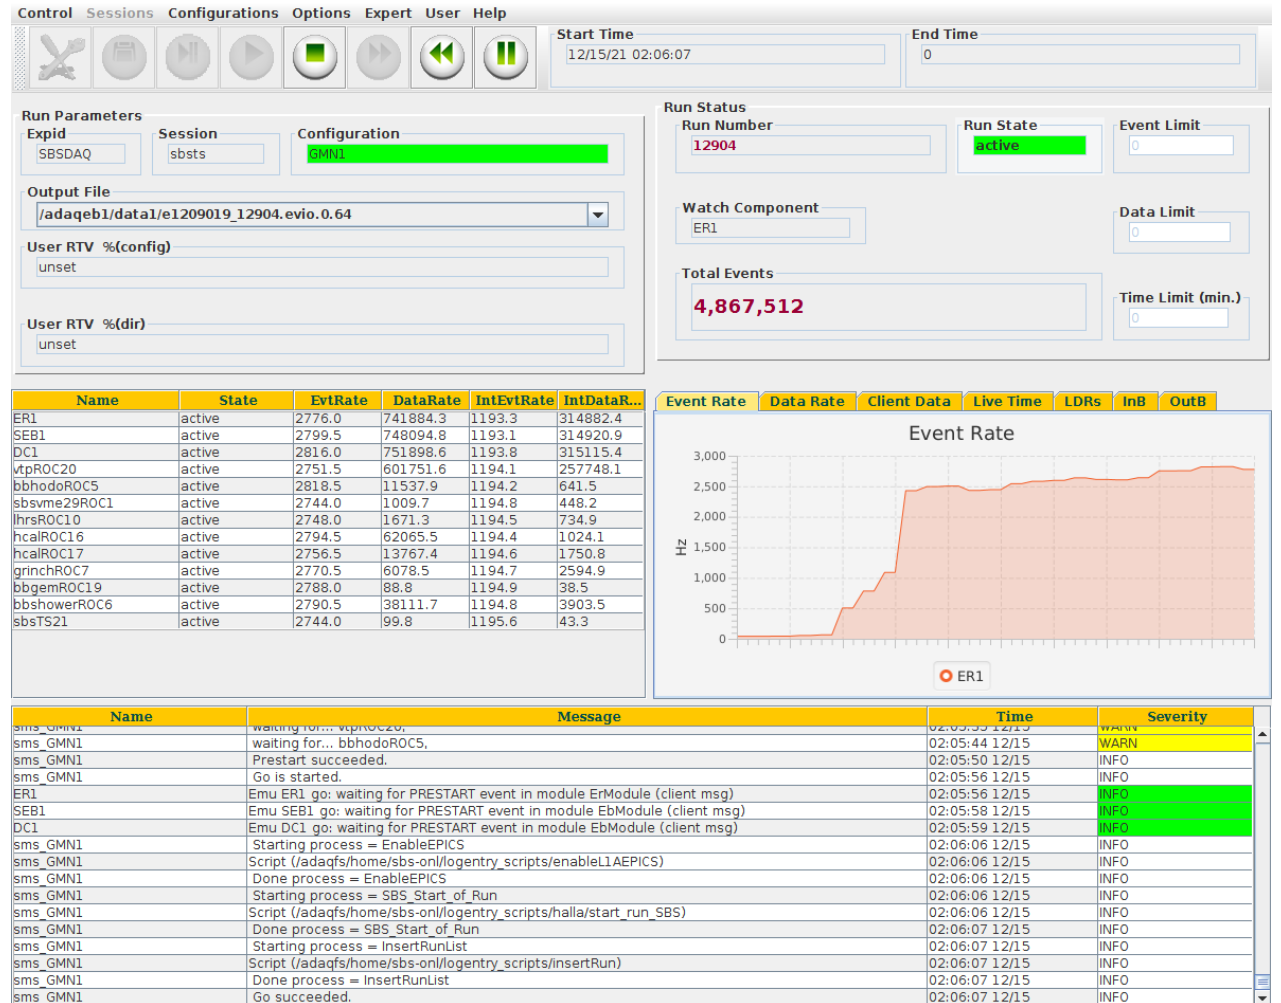 Control Sessions Configurations Options Expert User Help
Start Time
12/15/21 02:06:07
End Time
0
Run Parameters
Expid
SBSDAQ
Session
sbsts
Configuration
GMN1
Output File
/adaqeb1/data1/e1209019_12904.evio.0.64
User RTV %(config)
unset
User RTV %(dir)
unset
Run Status
Run Number
12904
Run State
active
Event Limit
0
Watch Component
ER1
Data Limit
0
Total Events
4,867,512
Time Limit (min.)
0
Name State EvtRate DataRate IntEvtRate IntDataR...
ER1 active 2776.0 741884.3 1193.3 314882.4
SEB1 active 2799.5 748094.8 1193.1 314920.9
DC1 active 2816.0 751898.6 1193.8 315115.4
vtpROC20 active 2751.5 601751.6 1194.1 257748.1
bbhodoROC5 active 2818.5 11537.9 1194.2 641.5
sbsvme29ROC1 active 2744.0 1009.7 1194.8 448.2
lhrsROC10 active 2748.0 1671.3 1194.5 734.9
hcalROC16 active 2794.5 62065.5 1194.4 1024.1
hcalROC17 active 2756.5 13767.4 1194.6 1750.8
grinchROC7 active 2770.5 6078.5 1194.7 2594.9
bbgemROC19 active 2788.0 88.8 1194.9 38.5
bbshowerROC6 active 2790.5 38111.7 1194.8 3903.5
sbsTS21 active 2744.0 99.8 1195.6 43.3
Event Rate Data Rate Client Data Live Time LDRs InB OutB
Event Rate
3,000
2,500
2,000
1,500
1,000
500
0
Hz
ER1
Name Message Time Severity
sms_GMN1 waiting for... vtpROC20, 02:05:35 12/15 WARN
sms_GMN1 waiting for... bbhodoROC5, 02:05:44 12/15 WARN
sms_GMN1 Prestart succeeded. 02:05:50 12/15 INFO
sms_GMN1 Go is started. 02:05:56 12/15 INFO
ER1 Emu ER1 go: waiting for PRESTART event in module ErModule (client msg) 02:05:56 12/15 INFO
SEB1 Emu SEB1 go: waiting for PRESTART event in module EbModule (client msg) 02:05:58 12/15 INFO
DC1 Emu DC1 go: waiting for PRESTART event in module EbModule (client msg) 02:05:59 12/15 INFO
sms_GMN1 Starting process = EnableEPICS 02:06:06 12/15 INFO
sms_GMN1 Script (/adaqfs/home/sbs-onl/logentry_scripts/enableL1AEPICS) 02:06:06 12/15 INFO
sms_GMN1 Done process = EnableEPICS 02:06:06 12/15 INFO
sms_GMN1 Starting process = SBS_Start_of_Run 02:06:06 12/15 INFO
sms_GMN1 Script (/adaqfs/home/sbs-onl/logentry_scripts/halla/start_run_SBS) 02:06:06 12/15 INFO
sms_GMN1 Done process = SBS_Start_of_Run 02:06:07 12/15 INFO
sms_GMN1 Starting process = InsertRunList 02:06:07 12/15 INFO
sms_GMN1 Script (/adaqfs/home/sbs-onl/logentry_scripts/insertRun) 02:06:07 12/15 INFO
sms_GMN1 Done process = InsertRunList 02:06:07 12/15 INFO
sms_GMN1 Go succeeded. 02:06:07 12/15 INFO